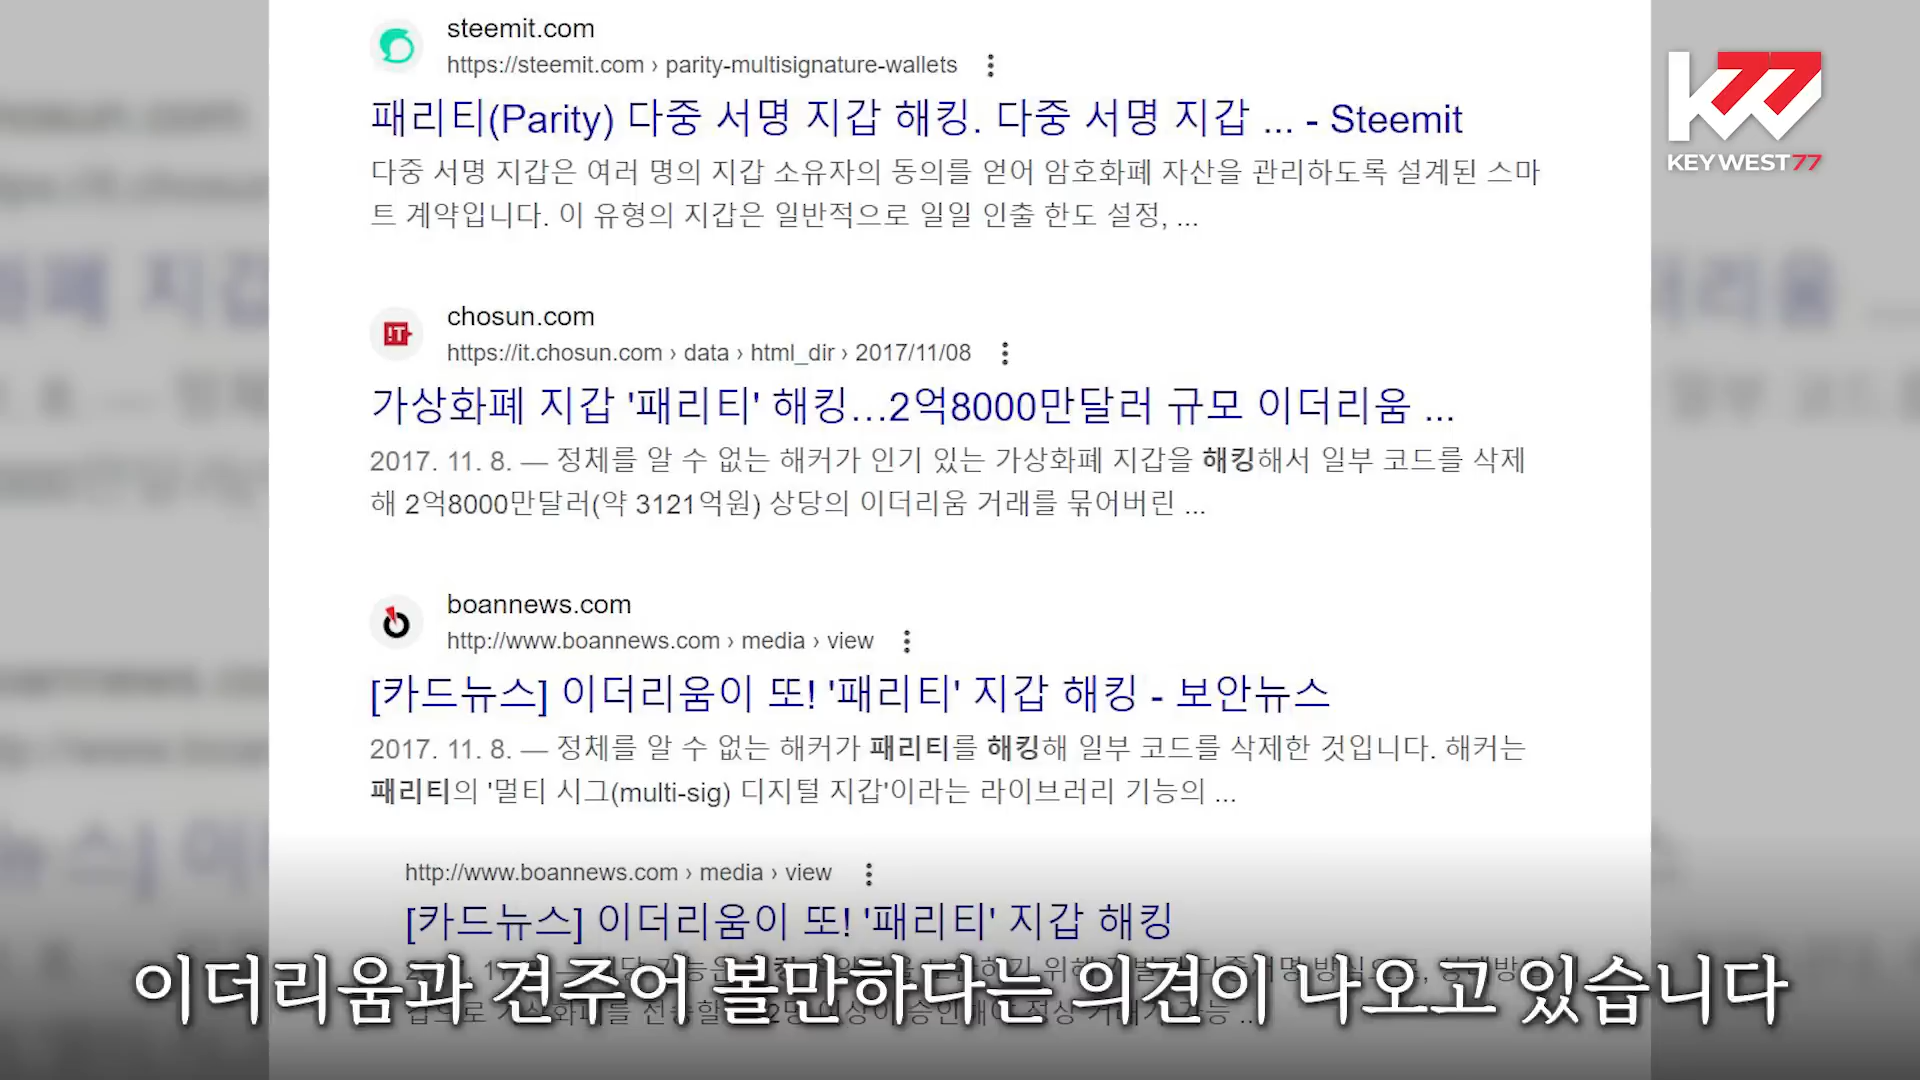 steemit.com
https://steemit.com › parity-multisignature-wallets
패리티(Parity) 다중 서명 지갑 해킹. 다중 서명 지갑 ... - Steemit
다중 서명 지갑은 여러 명의 지갑 소유자의 동의를 얻어 암호화폐 자산을 관리하도록 설계된 스마
트 계약입니다. 이 유형의 지갑은 일반적으로 일일 인출 한도 설정, ...
KEYWEST77
chosun.com
https://it.chosun.com › data › html_dir › 2017/11/08
가상화폐 지갑 '패리티' 해킹...2억8000만달러 규모 이더리움 ...
2017. 11. 8. — 정체를 알 수 없는 해커가 인기 있는 가상화폐 지갑을 해킹해서 일부 코드를 삭제
해 2억8000만달러(약 3121억원) 상당의 이더리움 거래를 묶어버린 ...
boannews.com
http://www.boannews.com › media › view
[카드뉴스] 이더리움이 또! '패리티' 지갑 해킹 - 보안뉴스
2017. 11. 8. — 정체를 알 수 없는 해커가 패리티를 해킹해 일부 코드를 삭제한 것입니다. 해커는
패리티의 '멀티 시그(multi-sig) 디지털 지갑'이라는 라이브러리 기능의 ...
http://www.boannews.com › media › view
[카드뉴스] 이더리움이 또! '패리티' 지갑 해킹
이더리움과 견주어 볼만하다는 의견이 나오고 있습니다